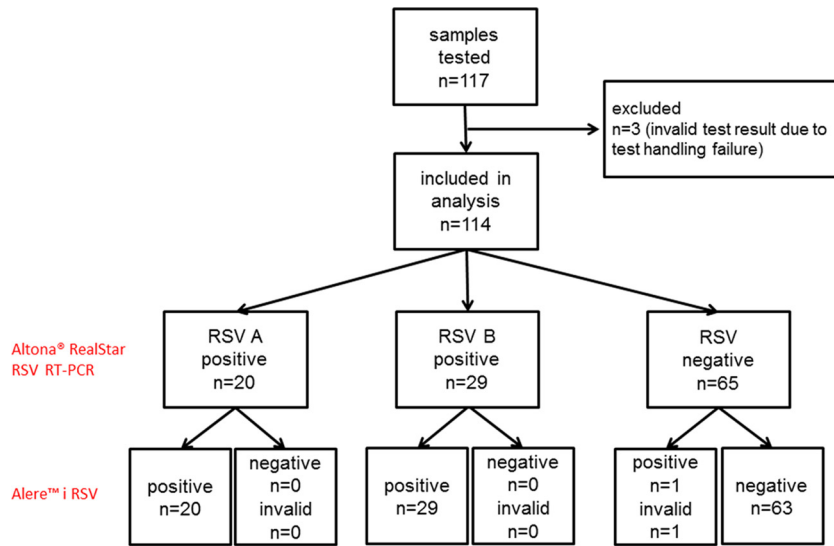 samples
tested
n=117
excluded
n=3 (invalid test result due to
test handling failure)
included in
analysis
n=114
Altona® RealStar
RSV RT-PCR
RSV A
positive
n=20
RSV B
positive
n=29
RSV
negative
n=65
Alere™ i RSV
positive
n=20
negative
n=0
invalid
n=0
positive
n=29
negative
n=0
invalid
n=0
positive
n=1
invalid
n=1
negative
n=63